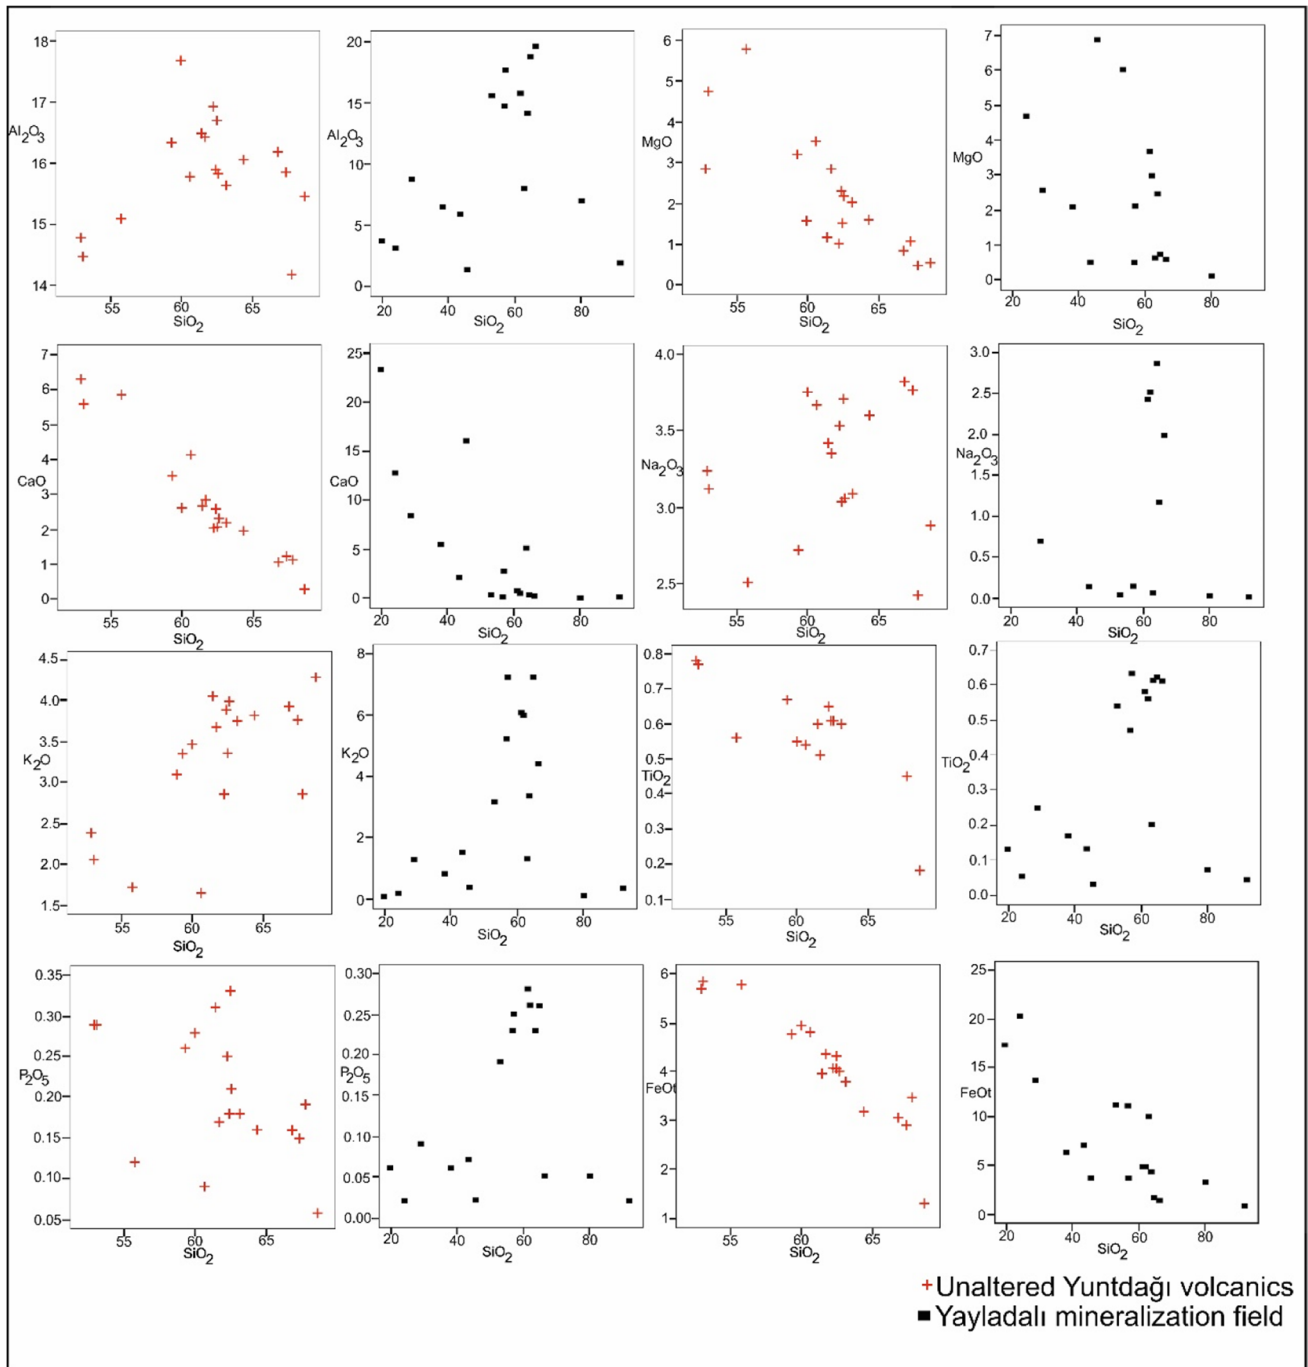 18
17
Al2O3
16
15
14
55 60 65
SiO2
20
15
Al2O3
10
5
0
20 40 60 80
SiO2
6
5
4
MgO
3
2
1
0
55 60 65
SiO2
7
6
5
4
MgO
3
2
1
0
20 40 60 80
SiO2
7
6
5
4
CaO
3
2
1
0
55 60 65
SiO2
25
20
15
CaO
10
5
0
20 40 60 80
SiO2
4.0
3.5
Na2O3
3.0
2.5
55 60 65
SiO2
3.0
2.5
2.0
Na2O3
1.5
1.0
0.5
0.0
20 40 60 80
SiO2
4.5
4.0
3.5
K2O
3.0
2.5
2.0
1.5
55 60 65
SiO2
8
6
K2O
4
2
0
20 40 60 80
SiO2
0.8
0.7
0.6
0.5
TiO2
0.4
0.3
0.2
0.1
55 60 65
SiO2
0.7
0.6
0.5
0.4
TiO2
0.3
0.2
0.1
0.0
20 40 60 80
SiO2
0.35
0.30
0.25
P2O5
0.20
0.15
0.10
0.05
55 60 65
SiO2
0.30
0.25
0.20
P2O5
0.15
0.10
0.05
0.00
20 40 60 80
SiO2
6
5
4
FeOt
3
2
1
55 60 65
SiO2
25
20
15
FeOt
10
5
0
20 40 60 80
SiO2
Unaltered Yuntdağı volcanics
Yayladalı mineralization field